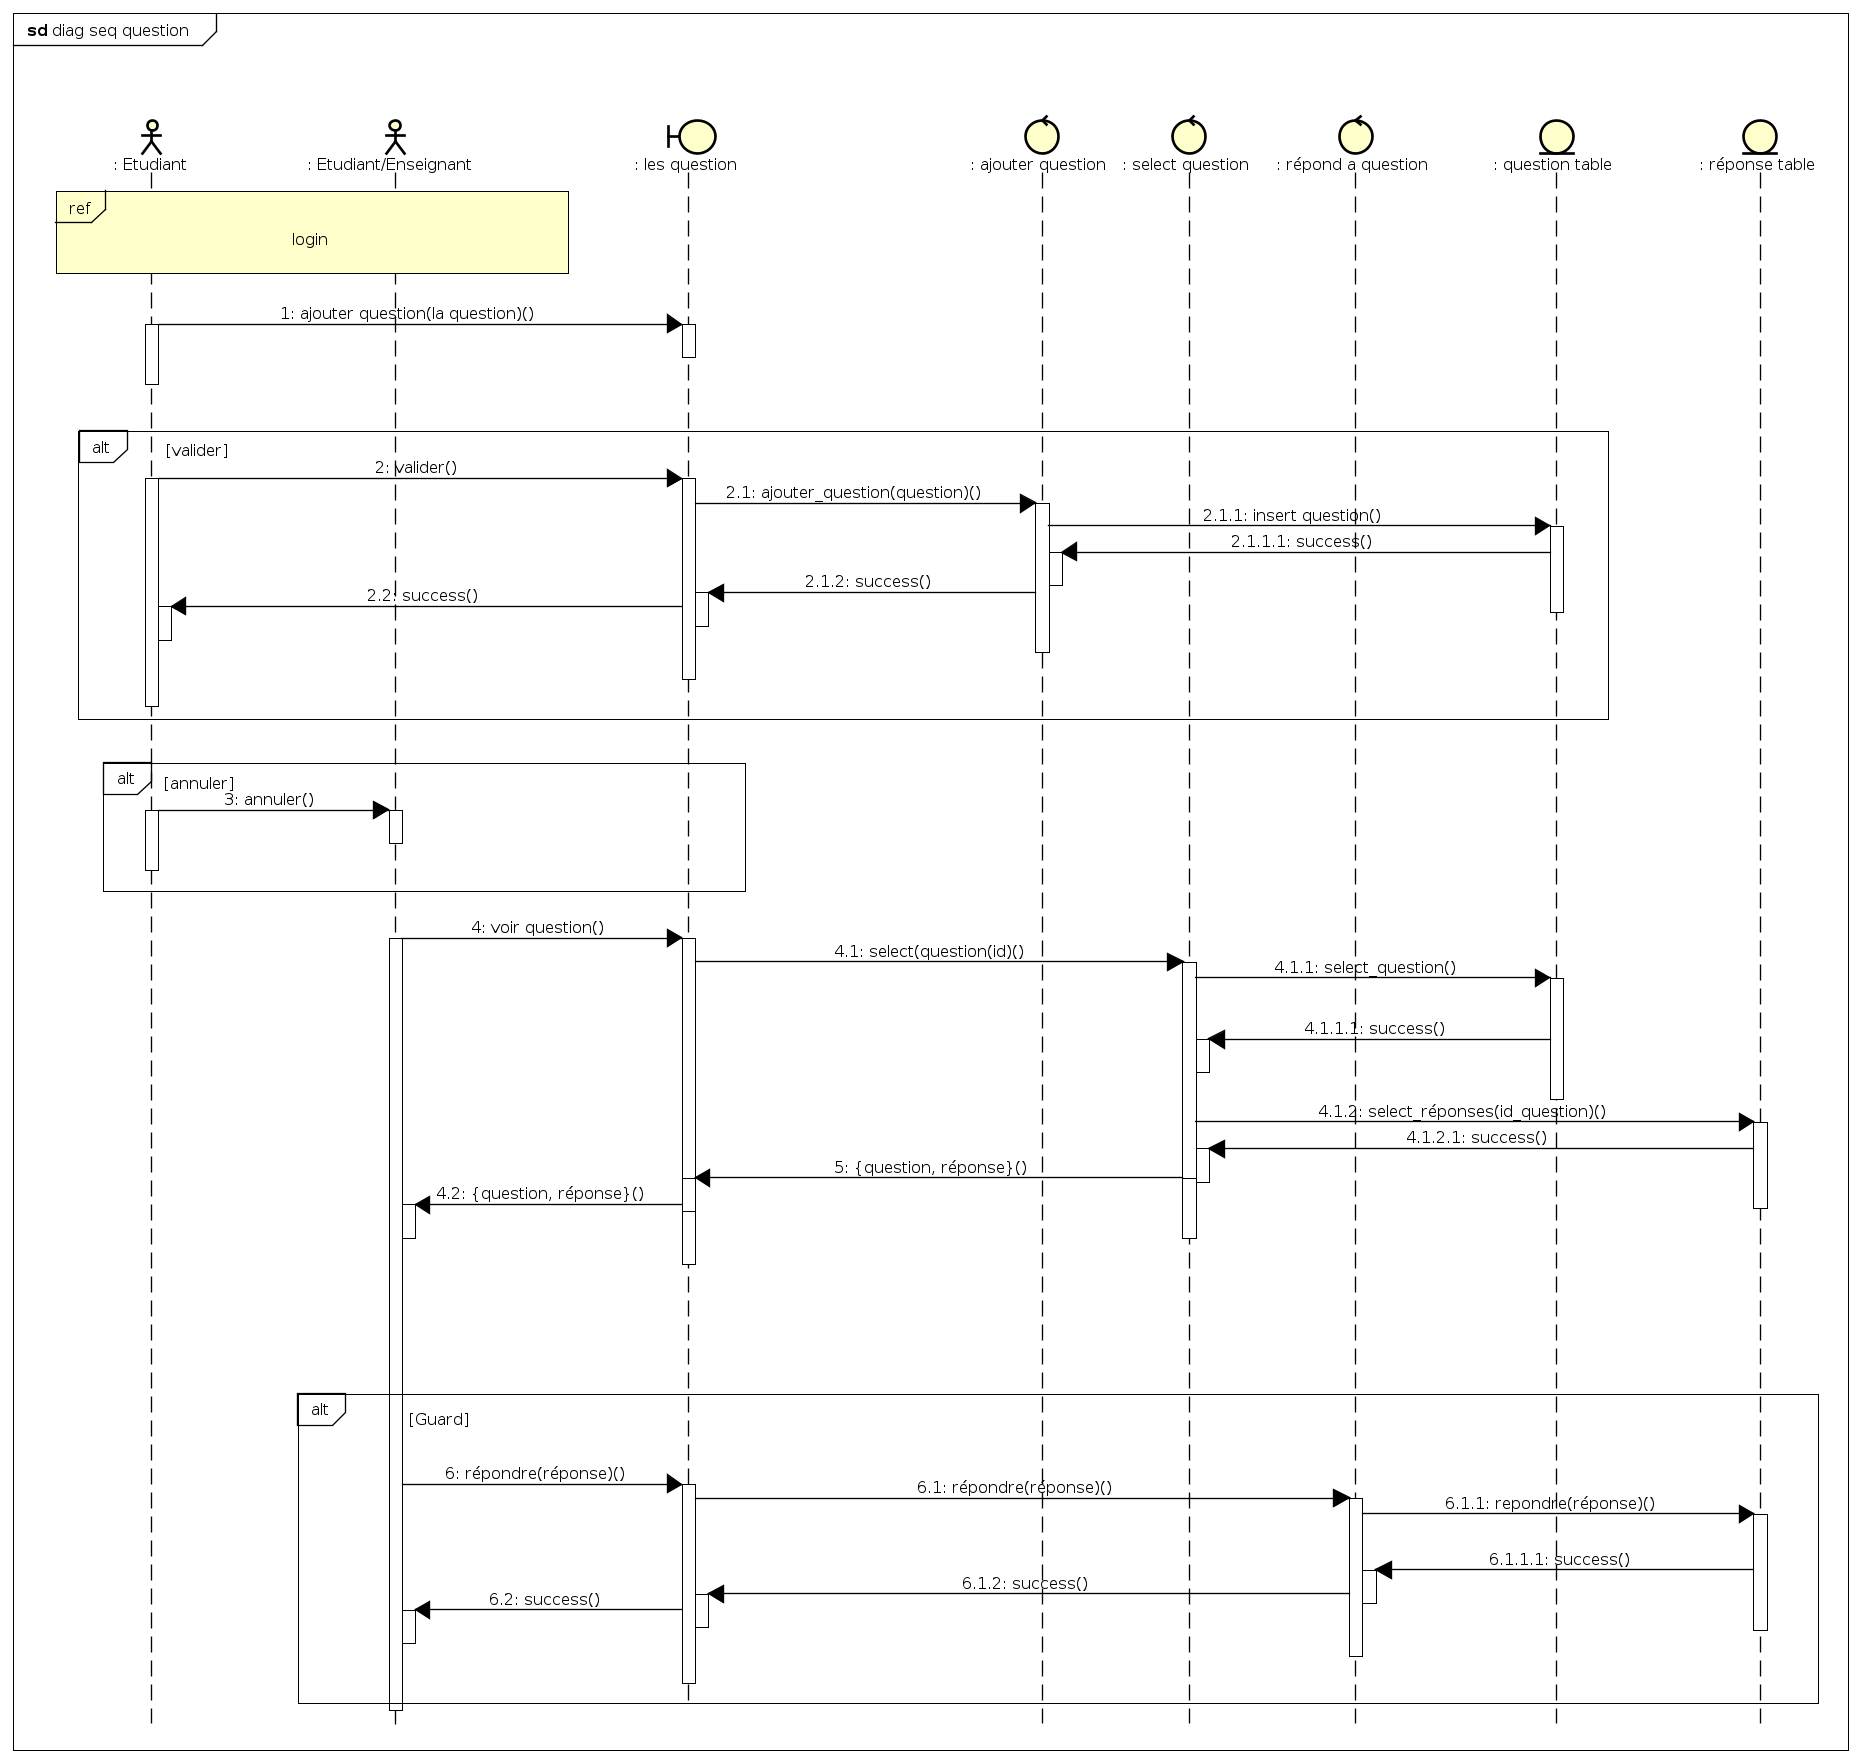 sd diag seq question
: Etudiant
: Etudiant/Enseignant
: les question
: ajouter question
: select question
: répond a question
: question table
: réponse table
ref
login
1: ajouter question(la question)()
alt
[valider]
2: valider()
2.1: ajouter_question(question)()
2.1.1: insert question()
2.1.1.1: success()
2.1.2: success()
2.2: success()
alt
[annuler]
3: annuler()
4: voir question()
4.1: select(question(id)()
4.1.1: select_question()
4.1.1.1: success()
4.1.2: select_réponses(id_question)()
4.1.2.1: success()
5: {question, réponse}()
4.2: {question, réponse}()
alt
[Guard]
6: répondre(réponse)()
6.1: répondre(réponse)()
6.1.1: repondre(réponse)()
6.1.1.1: success()
6.1.2: success()
6.2: success()